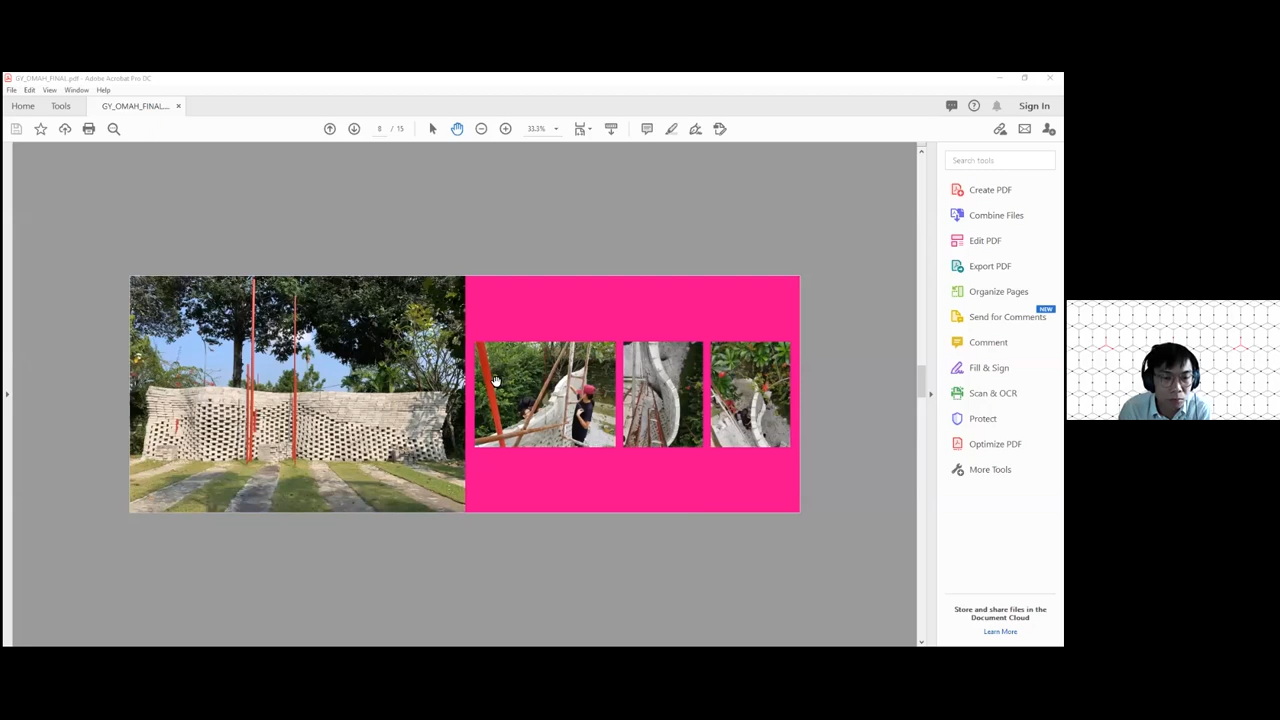 GY_OMAH_FINAL.pdf - Adobe Acrobat Pro DC
File Edit View Window Help
Home Tools GY_OMAH_FINAL... × Sign In
8 / 15 33.3%
Search tools
Create PDF
Combine Files
Edit PDF
Export PDF
Organize Pages
NEW
Send for Comments
Comment
Fill & Sign
Scan & OCR
Protect
Optimize PDF
More Tools
Store and share files in the
Document Cloud
Learn More